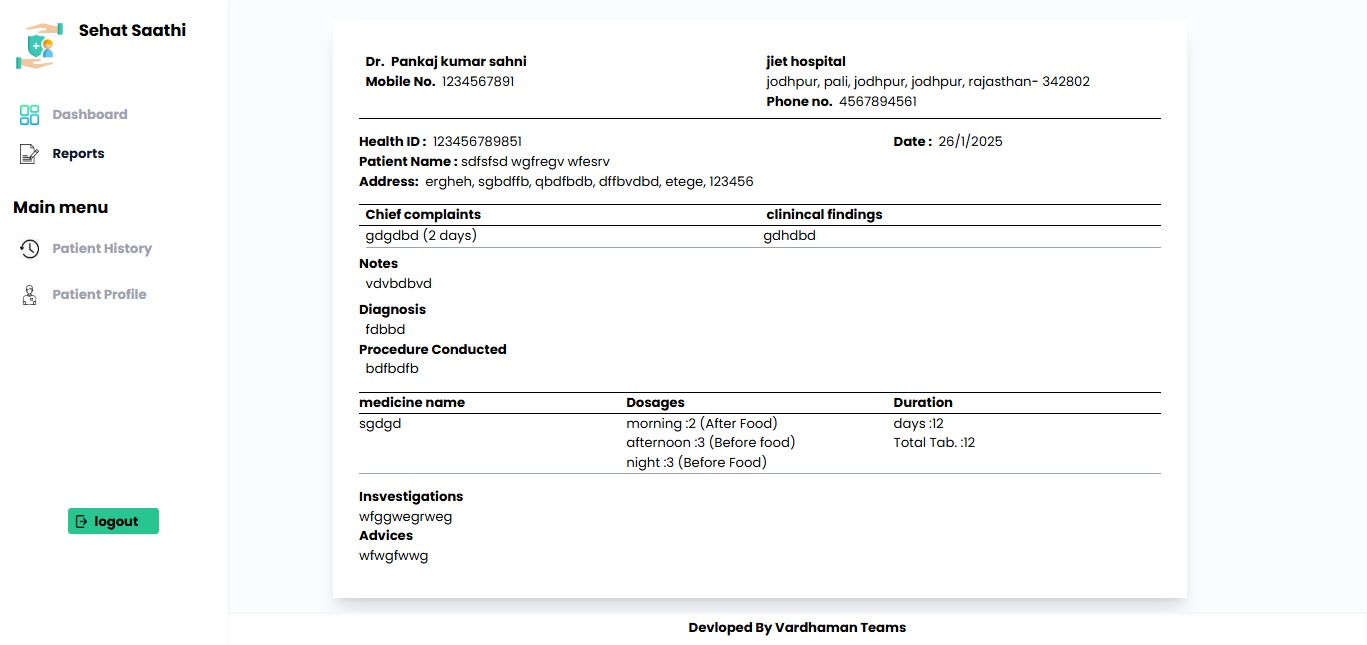 Sehat Saathi
Dashboard
Reports
Main menu
Patient History
Patient Profile
logout
Dr. Pankaj kumar sahni
Mobile No. 1234567891
jiet hospital
jodhpur, pali, jodhpur, jodhpur, rajasthan- 342802
Phone no. 4567894561
Health ID : 123456789851
Date : 26/1/2025
Patient Name : sdfsfsd wgfregv wfesrv
Address: ergheh, sgbdffb, qbdfbdb, dffbvdbd, etege, 123456
Chief complaints clinincal findings
gdgdbd (2 days) gdhdbd
Notes
vdvbdbvd
Diagnosis
fdbbd
Procedure Conducted
bdfbdfb
medicine name Dosages Duration
sgdgd morning :2 (After Food) days :12
afternoon :3 (Before food) Total Tab. :12
night :3 (Before Food)
Insvestigations
wfggwegrweg
Advices
wfwgfwwg
Devloped By Vardhaman Teams